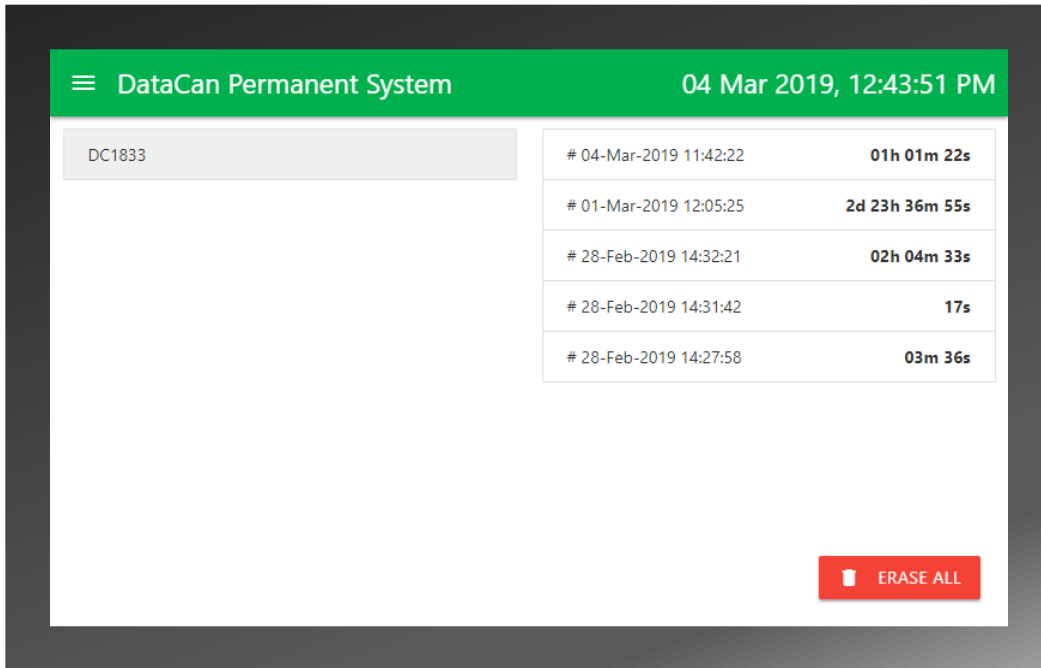 DataCan Permanent System 04 Mar 2019, 12:43:51 PM
DC1833
# 04-Mar-2019 11:42:22 01h 01m 22s
# 01-Mar-2019 12:05:25 2d 23h 36m 55s
# 28-Feb-2019 14:32:21 02h 04m 33s
# 28-Feb-2019 14:31:42 17s
# 28-Feb-2019 14:27:58 03m 36s
ERASE ALL